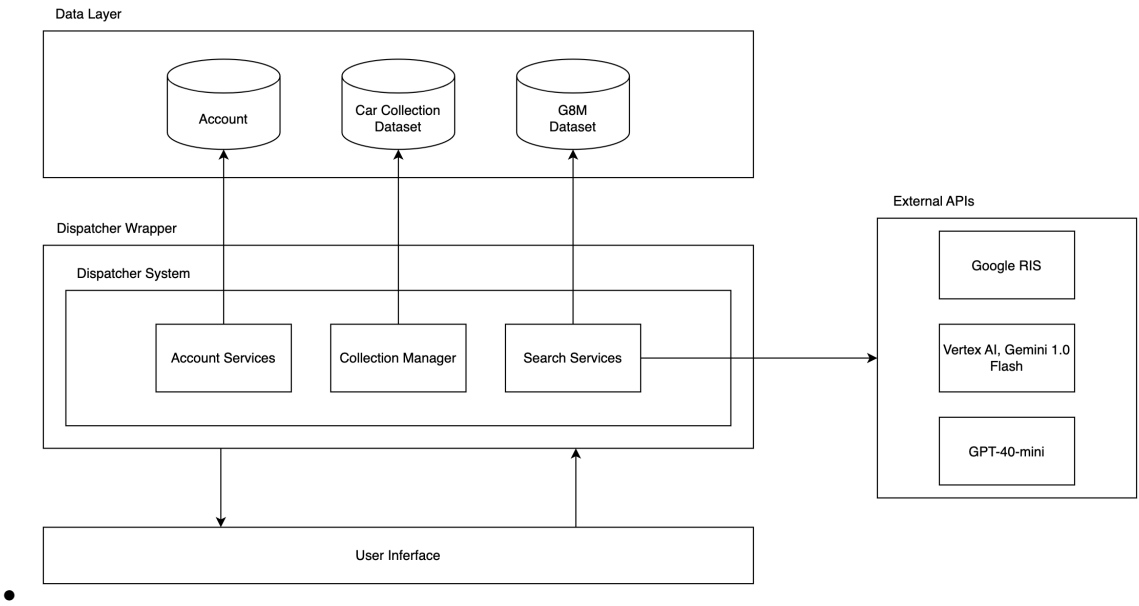 Data Layer
Account
Car Collection
Dataset
G8M
Dataset
External APIs
Dispatcher Wrapper
Dispatcher System
Google RIS
Account Services
Collection Manager
Search Services
Vertex AI, Gemini 1.0
Flash
GPT-40-mini
User Inferface